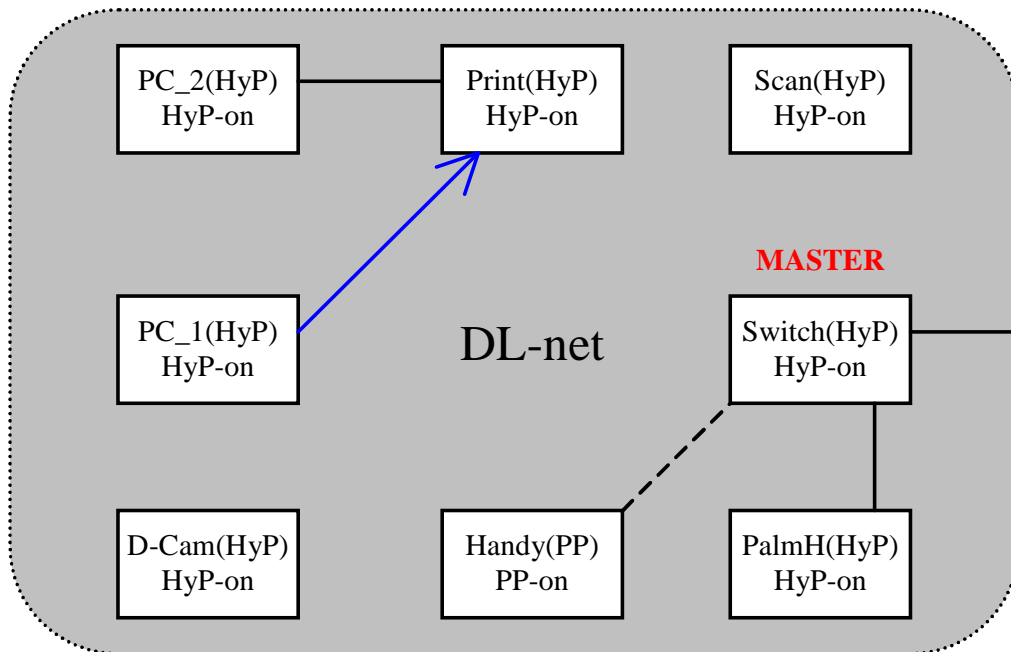 PC_2(HyP)
HyP-on
Print(HyP)
HyP-on
Scan(HyP)
HyP-on
MASTER
PC_1(HyP)
HyP-on
DL-net
Switch(HyP)
HyP-on
D-Cam(HyP)
HyP-on
Handy(PP)
PP-on
PalmH(HyP)
HyP-on